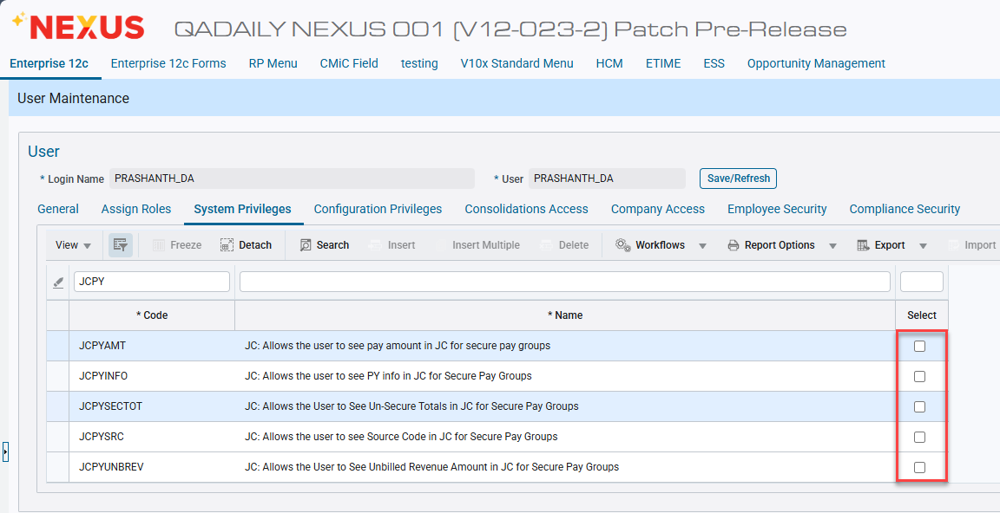 NEXUS QADAILY NEXUS 001 (V12-023-2) Patch Pre-Release
Enterprise 12c Enterprise 12c Forms RP Menu CMiC Field testing V10x Standard Menu HCM ETIME ESS Opportunity Management
User Maintenance
User
* Login Name PRASHANTH_DA * User PRASHANTH_DA Save/Refresh
General Assign Roles System Privileges Configuration Privileges Consolidations Access Company Access Employee Security Compliance Security
View Freeze Detach Search Insert Insert Multiple Delete Workflows Report Options Export Import
JCPY
* Code * Name Select
JCPYAMT JC: Allows the user to see pay amount in JC for secure pay groups
JCPYINFO JC: Allows the user to see PY info in JC for Secure Pay Groups
JCPYSECTOT JC: Allows the User to See Un-Secure Totals in JC for Secure Pay Groups
JCPYSRC JC: Allows the user to see Source Code in JC for Secure Pay Groups
JCPYUNBREV JC: Allows the User to See Unbilled Revenue Amount in JC for Secure Pay Groups